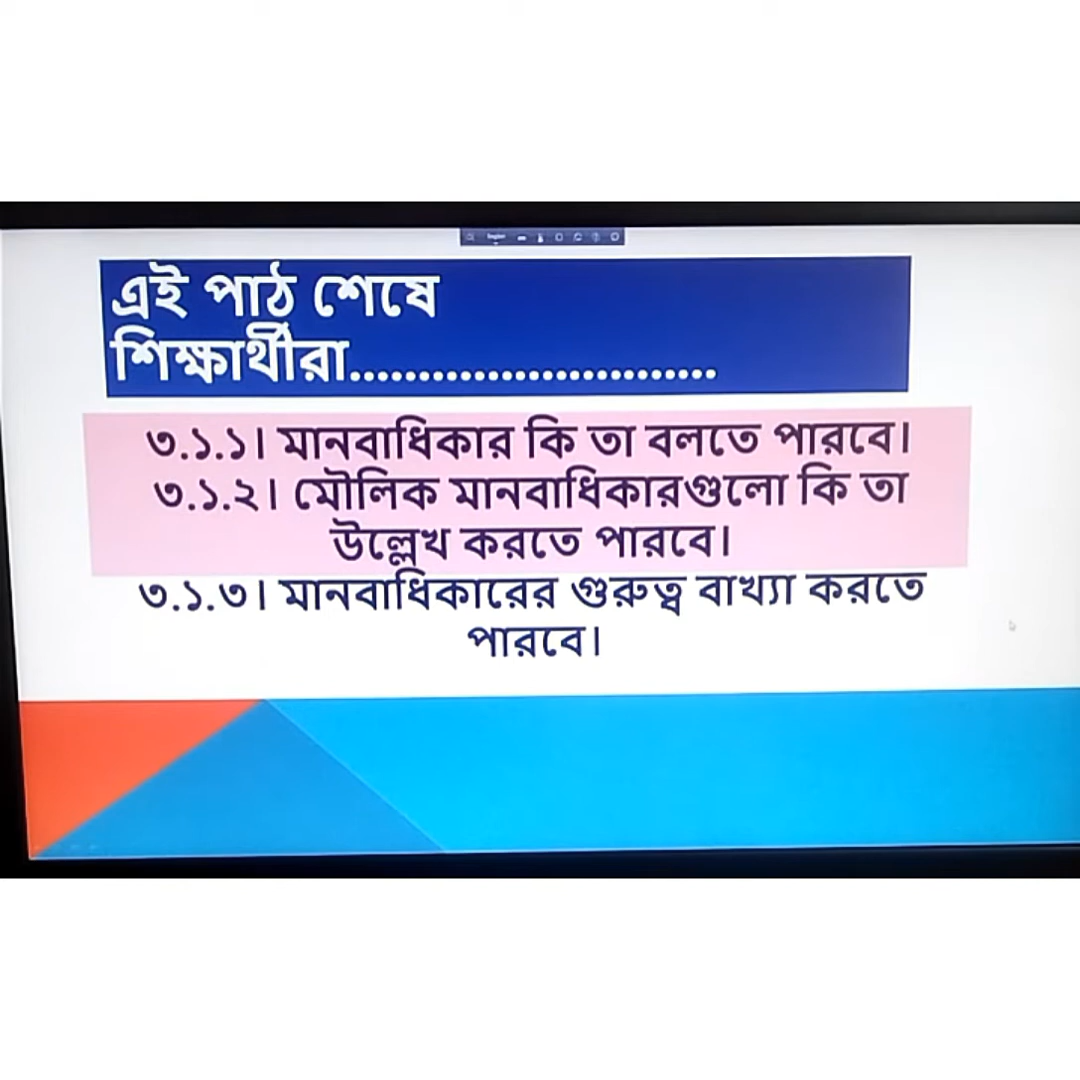 এই পাঠ শেষে
শিক্ষার্থীরা...........................
৩.১.১। মানবাধিকার কি তা বলতে পারবে।
৩.১.২। মৌলিক মানবাধিকারগুলো কি তা
উল্লেখ করতে পারবে।
৩.১.৩। মানবাধিকারের গুরুত্ব বাখ্যা করতে
পারবে।